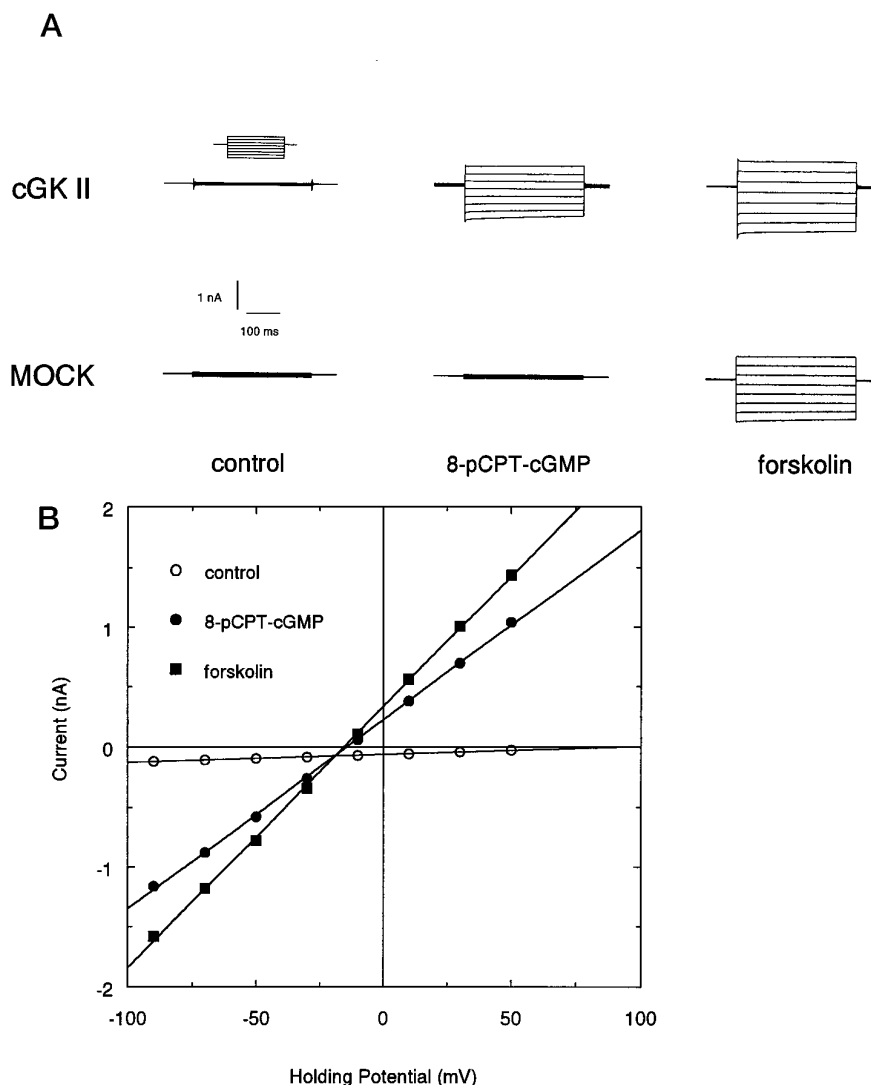 A
cGK II
1 nA
100 ms
MOCK
control
8-pCPT-cGMP
forskolin
B
2
1
0
-1
-2
control
8-pCPT-cGMP
forskolin
Current (nA)
-100
-50
0
50
100
Holding Potential (mV)